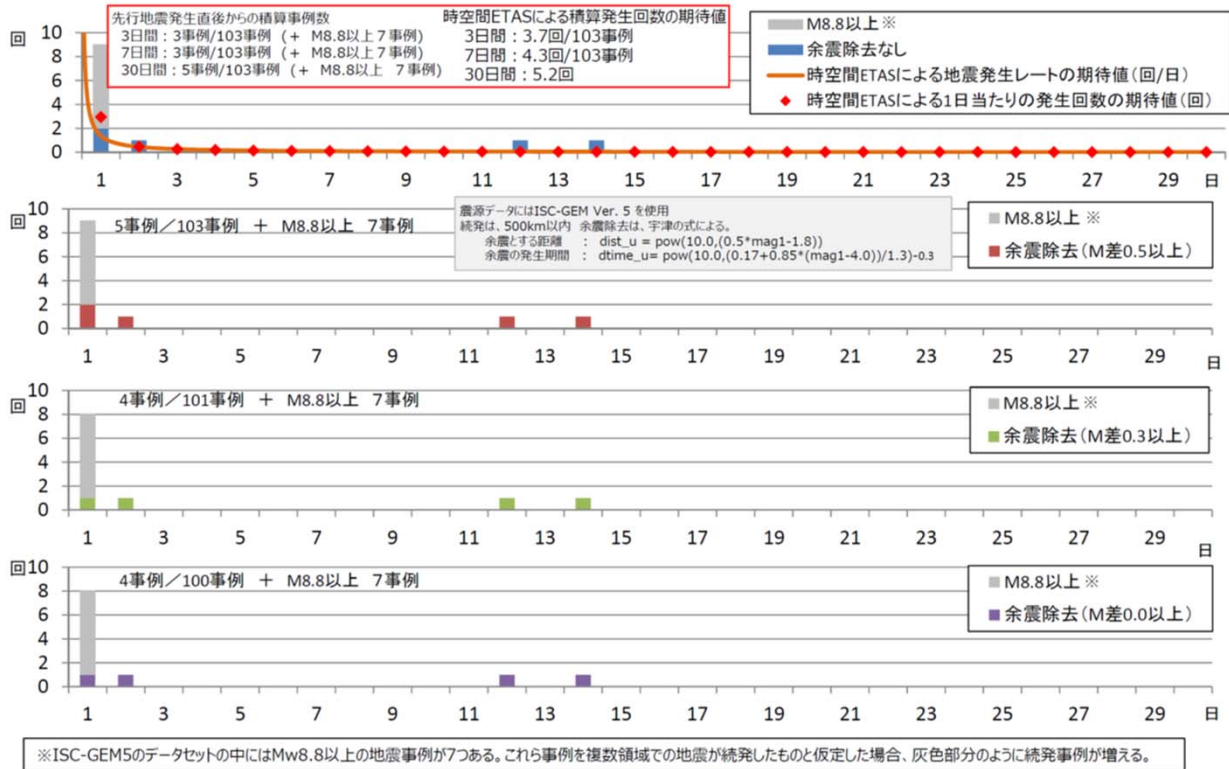 先行地震発生直後からの積算事例数
3日間：3事例/103事例 （＋ M8.8以上７事例）
7日間：3事例/103事例 （＋ M8.8以上７事例）
30日間：5事例/103事例 （＋ M8.8以上 ７事例）
時空間ETASによる積算発生回数の期待値
3日間：3.7回/103事例
7日間：4.3回/103事例
30日間：5.2回
M8.8以上※
余震除去なし
時空間ETASによる地震発生レートの期待値（回/日）
時空間ETASによる1日当たりの発生回数の期待値（回）
回
10
8
6
4
2
0
1 3 5 7 9 11 13 15 17 19 21 23 25 27 29 日
5事例／103事例 ＋ M8.8以上 ７事例
震源データにはISC-GEM Ver. 5 を使用
続発は、500km以内 余震除去は、宇津の式による。
余震とする距離 ： dist_u = pow(10.0,(0.5*mag1-1.8))
余震の発生期間 ： dtime_u= pow(10.0,(0.17+0.85*(mag1-4.0))/1.3)-0.3
M8.8以上※
余震除去（M差0.5以上）
回
10
8
6
4
2
0
1 3 5 7 9 11 13 15 17 19 21 23 25 27 29 日
4事例／101事例 ＋ M8.8以上 ７事例
M8.8以上※
余震除去（M差0.3以上）
回
10
8
6
4
2
0
1 3 5 7 9 11 13 15 17 19 21 23 25 27 29 日
4事例／100事例 ＋ M8.8以上 ７事例
M8.8以上※
余震除去（M差0.0以上）
回
10
8
6
4
2
0
1 3 5 7 9 11 13 15 17 19 21 23 25 27 29 日
※ISC-GEM5のデータセットの中にはMw8.8以上の地震事例が7つある。これら事例を複数領域での地震が続発したものと仮定した場合、灰色部分のように続発事例が増える。